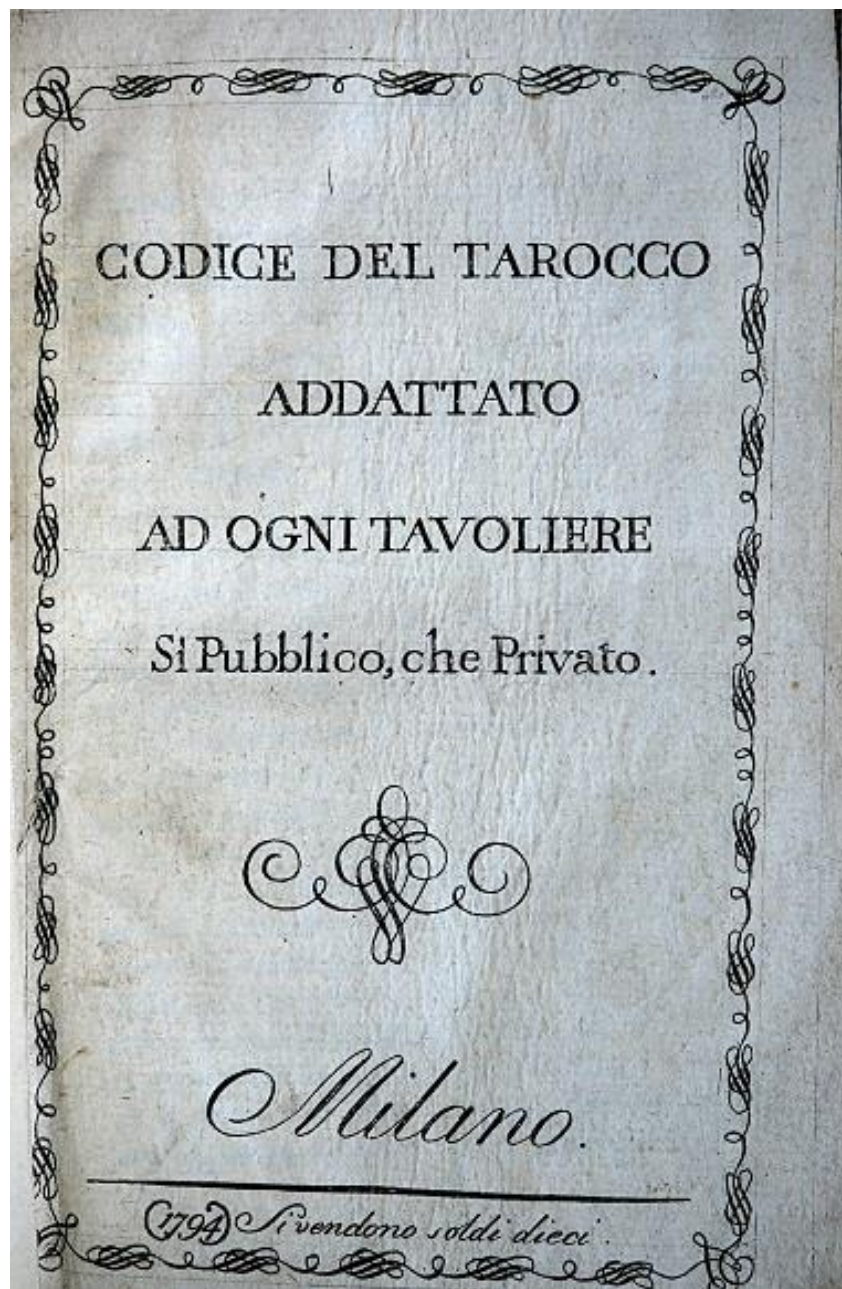 CODICE DEL TAROCCO
ADDATTATO
AD OGNI TAVOLIERE
Sì Pubblico, che Privato.
Milano.
(1794) Si vendono soldi dieci.